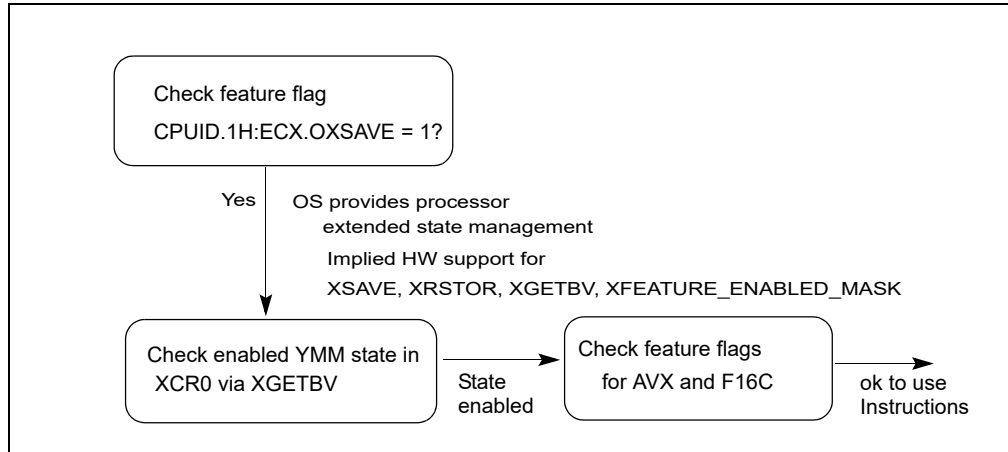 Check feature flag
CPUID.1H:ECX.OXSAVE = 1?
Yes
OS provides processor
extended state management
Implied HW support for
XSAVE, XRSTOR, XGETBV, XFEATURE_ENABLED_MASK
Check enabled YMM state in
XCR0 via XGETBV
State
enabled
Check feature flags
for AVX and F16C
ok to use
Instructions